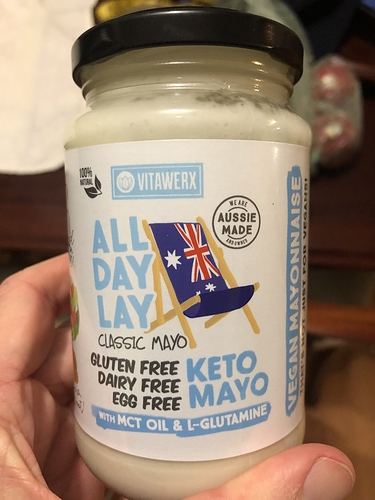 100%
NATURAL
VITAWERX
WE ARE
AUSSIE
MADE
AND OWNED
ALL
DAY
LAY
CLASSIC MAYO
GLUTEN FREE
DAIRY FREE
EGG FREE
KETO
MAYO
WITH MCT OIL & L-GLUTAMINE
VEGAN MAYONNAISE